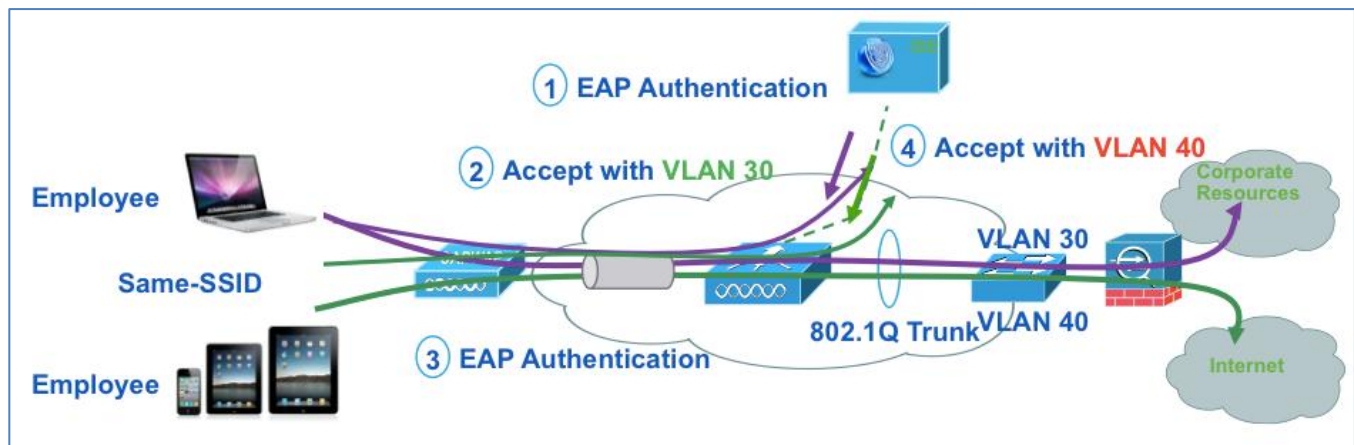 1 EAP Authentication
2 Accept with VLAN 30
4 Accept with VLAN 40
Corporate
Resources
Employee
VLAN 30
Same-SSID
802.1Q Trunk
VLAN 40
3 EAP Authentication
Employee
Internet